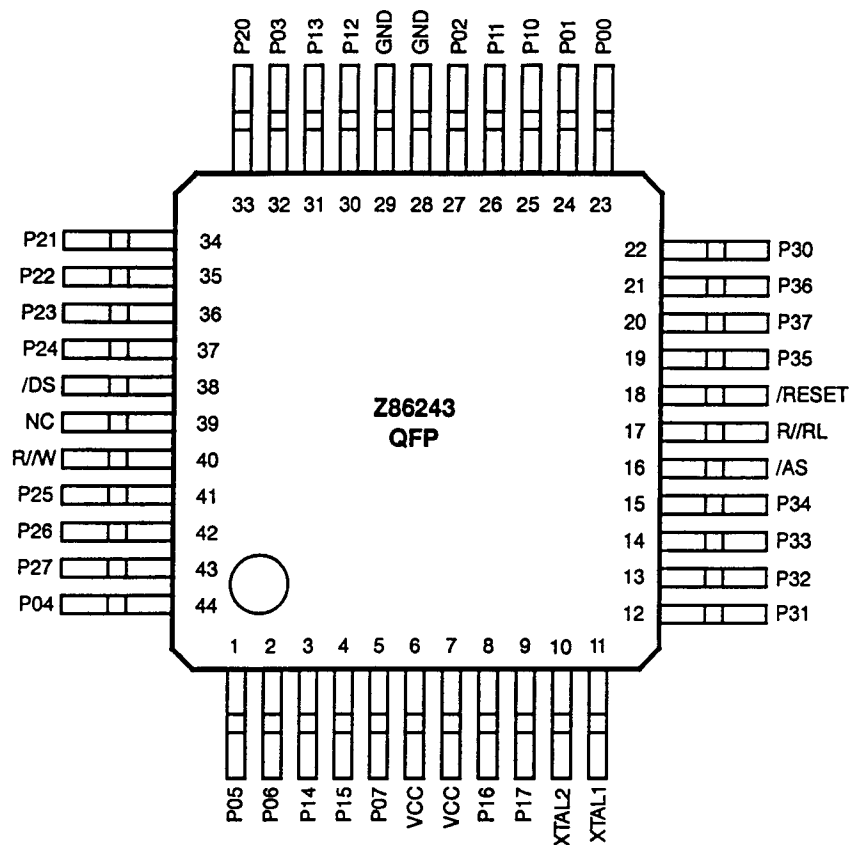 P20 P03 P13 P12 GND GND P02 P11 P10 P01 P00
33 32 31 30 29 28 27 26 25 24 23
P21 34
P22 35
P23 36
P24 37
/DS 38
NC 39
R//W 40
P25 41
P26 42
P27 43
P04 44
Z86243
QFP
22 P30
21 P36
20 P37
19 P35
18 /RESET
17 R//RL
16 /AS
15 P34
14 P33
13 P32
12 P31
1 2 3 4 5 6 7 8 9 10 11
P05 P06 P14 P15 P07 VCC VCC P16 P17 XTAL2 XTAL1